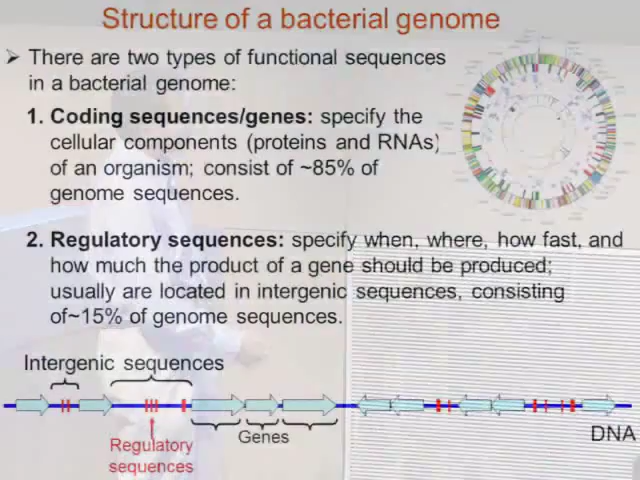 Structure of a bacterial genome
➢ There are two types of functional sequences
in a bacterial genome:
1. Coding sequences/genes: specify the
cellular components (proteins and RNAs)
of an organism; consist of ~85% of
genome sequences.
2. Regulatory sequences: specify when, where, how fast, and
how much the product of a gene should be produced;
usually are located in intergenic sequences, consisting
of~15% of genome sequences.
Intergenic sequences
Genes
DNA
Regulatory
sequences